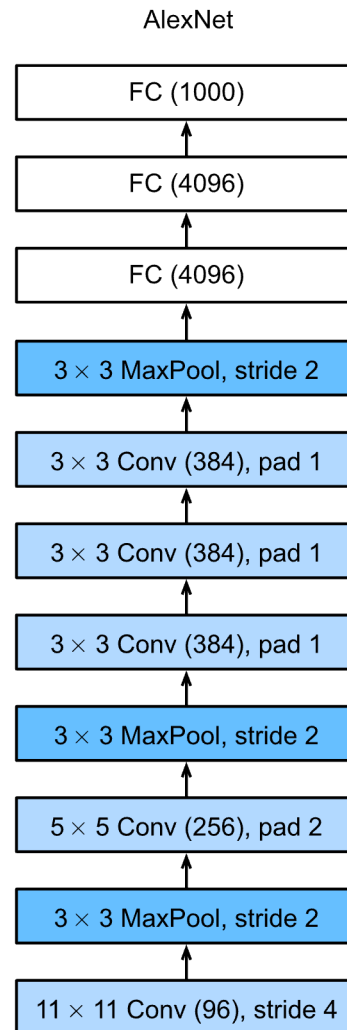 AlexNet
FC (1000)
FC (4096)
FC (4096)
3 × 3 MaxPool, stride 2
3 × 3 Conv (384), pad 1
3 × 3 Conv (384), pad 1
3 × 3 Conv (384), pad 1
3 × 3 MaxPool, stride 2
5 × 5 Conv (256), pad 2
3 × 3 MaxPool, stride 2
11 × 11 Conv (96), stride 4